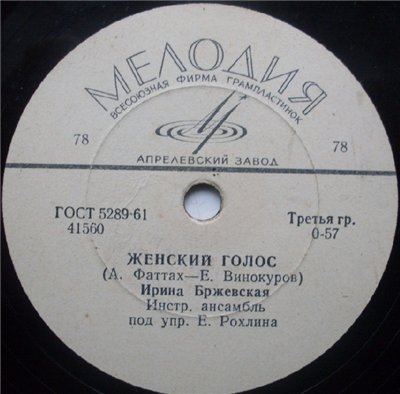 МЕЛОДИЯ
ВСЕСОЮЗНАЯ ФИРМА ГРАМПЛАСТИНОК
78 78
АПРЕЛЕВСКИЙ ЗАВОД
ГОСТ 5289-61 Третья гр.
41560 0-57
ЖЕНСКИЙ ГОЛОС
(А. Фаттах—Е. Винокуров)
Ирина Бржевская
Инстр. ансамбль
под упр. Е. Рохлина